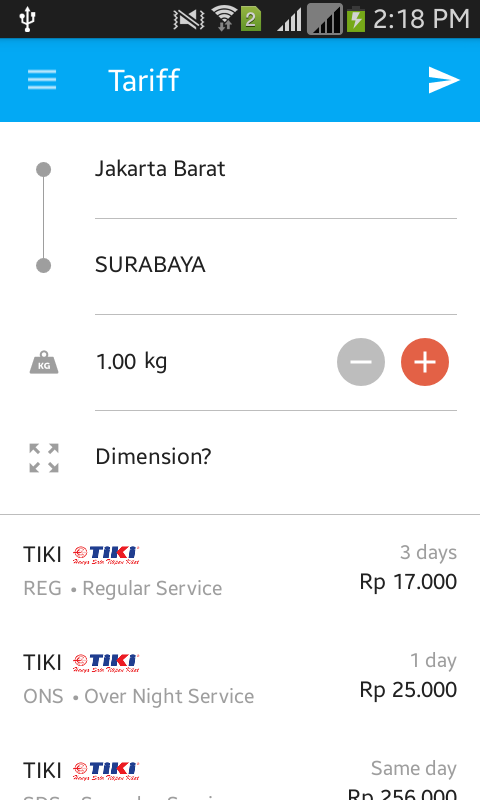 2 2:18 PM
Tariff
Jakarta Barat
SURABAYA
KG 1.00 kg
Dimension?
TIKI TIKI 3 days
Hanya Satu Titipan Kilat
REG • Regular Service Rp 17.000
TIKI TIKI 1 day
Hanya Satu Titipan Kilat
ONS • Over Night Service Rp 25.000
TIKI TIKI Same day
Hanya Satu Titipan Kilat
Rp 256.000